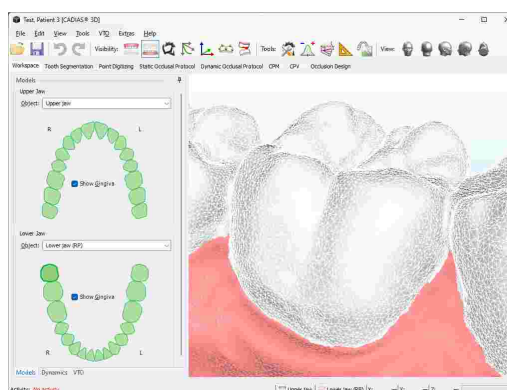 Test, Patient 3 [CADIAS® 3D]
File Edit View Tools VTO Extras Help
Visibility: Tools: View:
Workspace Tooth Segmentation Point Digitizing Static Occlusal Protocol Dynamic Occlusal Protocol CPM CPV Occlusion Design
Models
Upper Jaw
Object: Upper Jaw
R L
Show Gingiva
Lower Jaw
Object: Lower Jaw (RP)
Show Gingiva
R L
Models Dynamics VTO
Activity: No activity Upper Jaw Lower Jaw (RP) X: Y: Z: